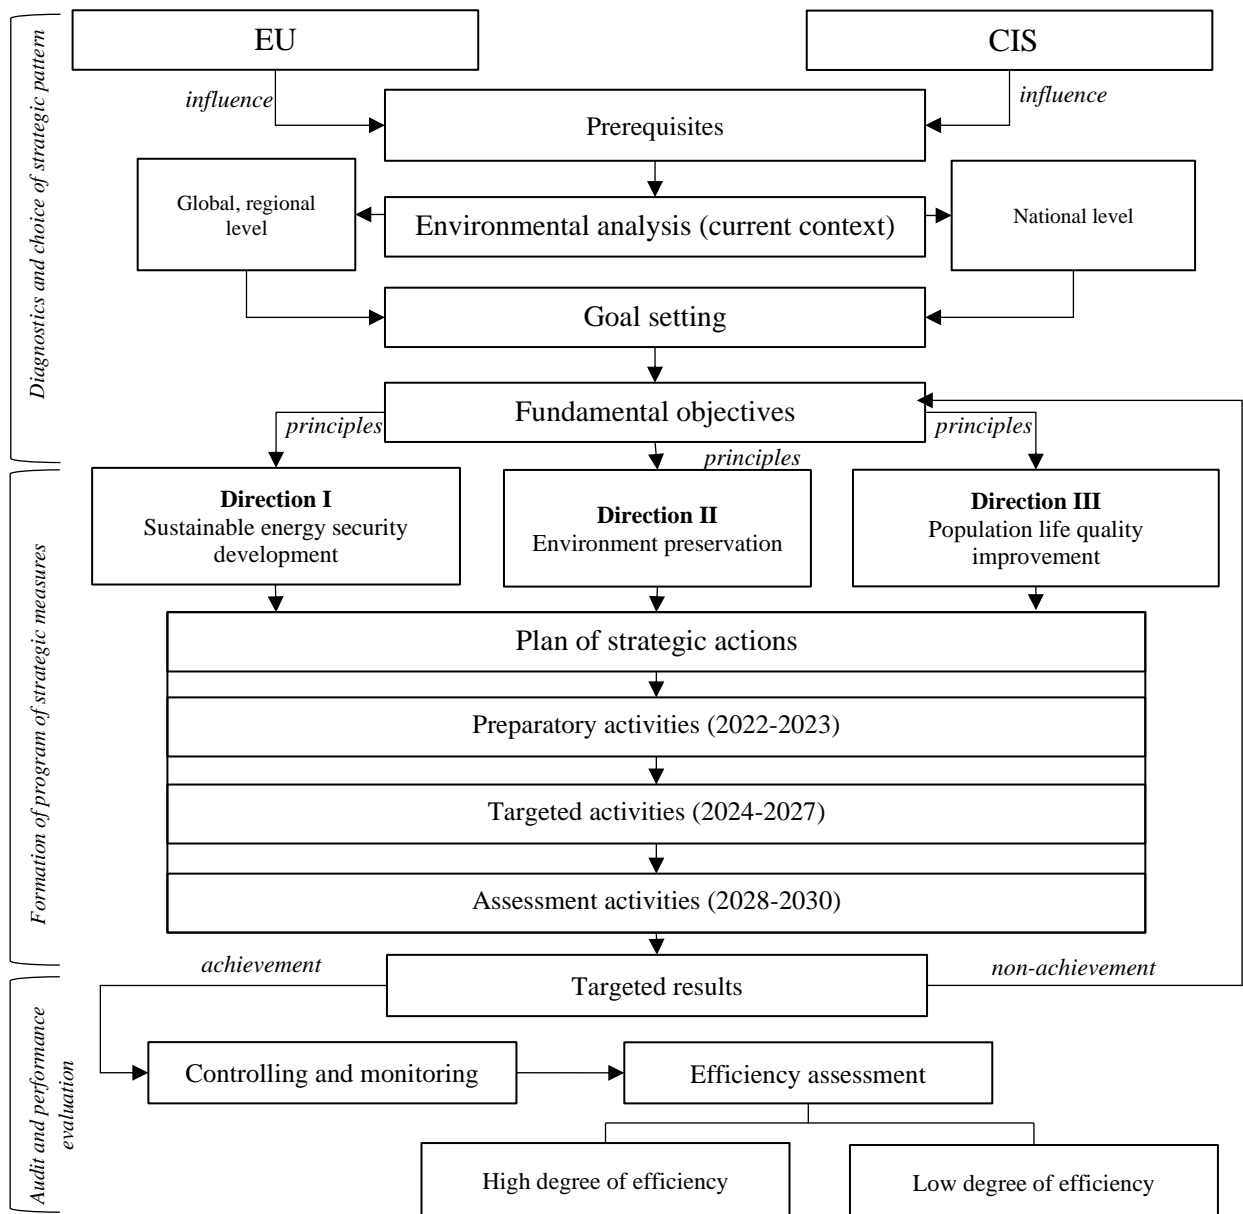 EU
CIS
influence
influence
Prerequisites
Global, regional
level
Environmental analysis (current context)
National level
Goal setting
Diagnostics and choice of strategic pattern
Fundamental objectives
principles
principles
principles
Direction I
Sustainable energy security
development
Direction II
Environment preservation
Direction III
Population life quality
improvement
Plan of strategic actions
Preparatory activities (2022-2023)
Targeted activities (2024-2027)
Assessment activities (2028-2030)
Formation of program of strategic measures
achievement
non-achievement
Targeted results
Controlling and monitoring
Efficiency assessment
High degree of efficiency
Low degree of efficiency
Audit and performance
evaluation